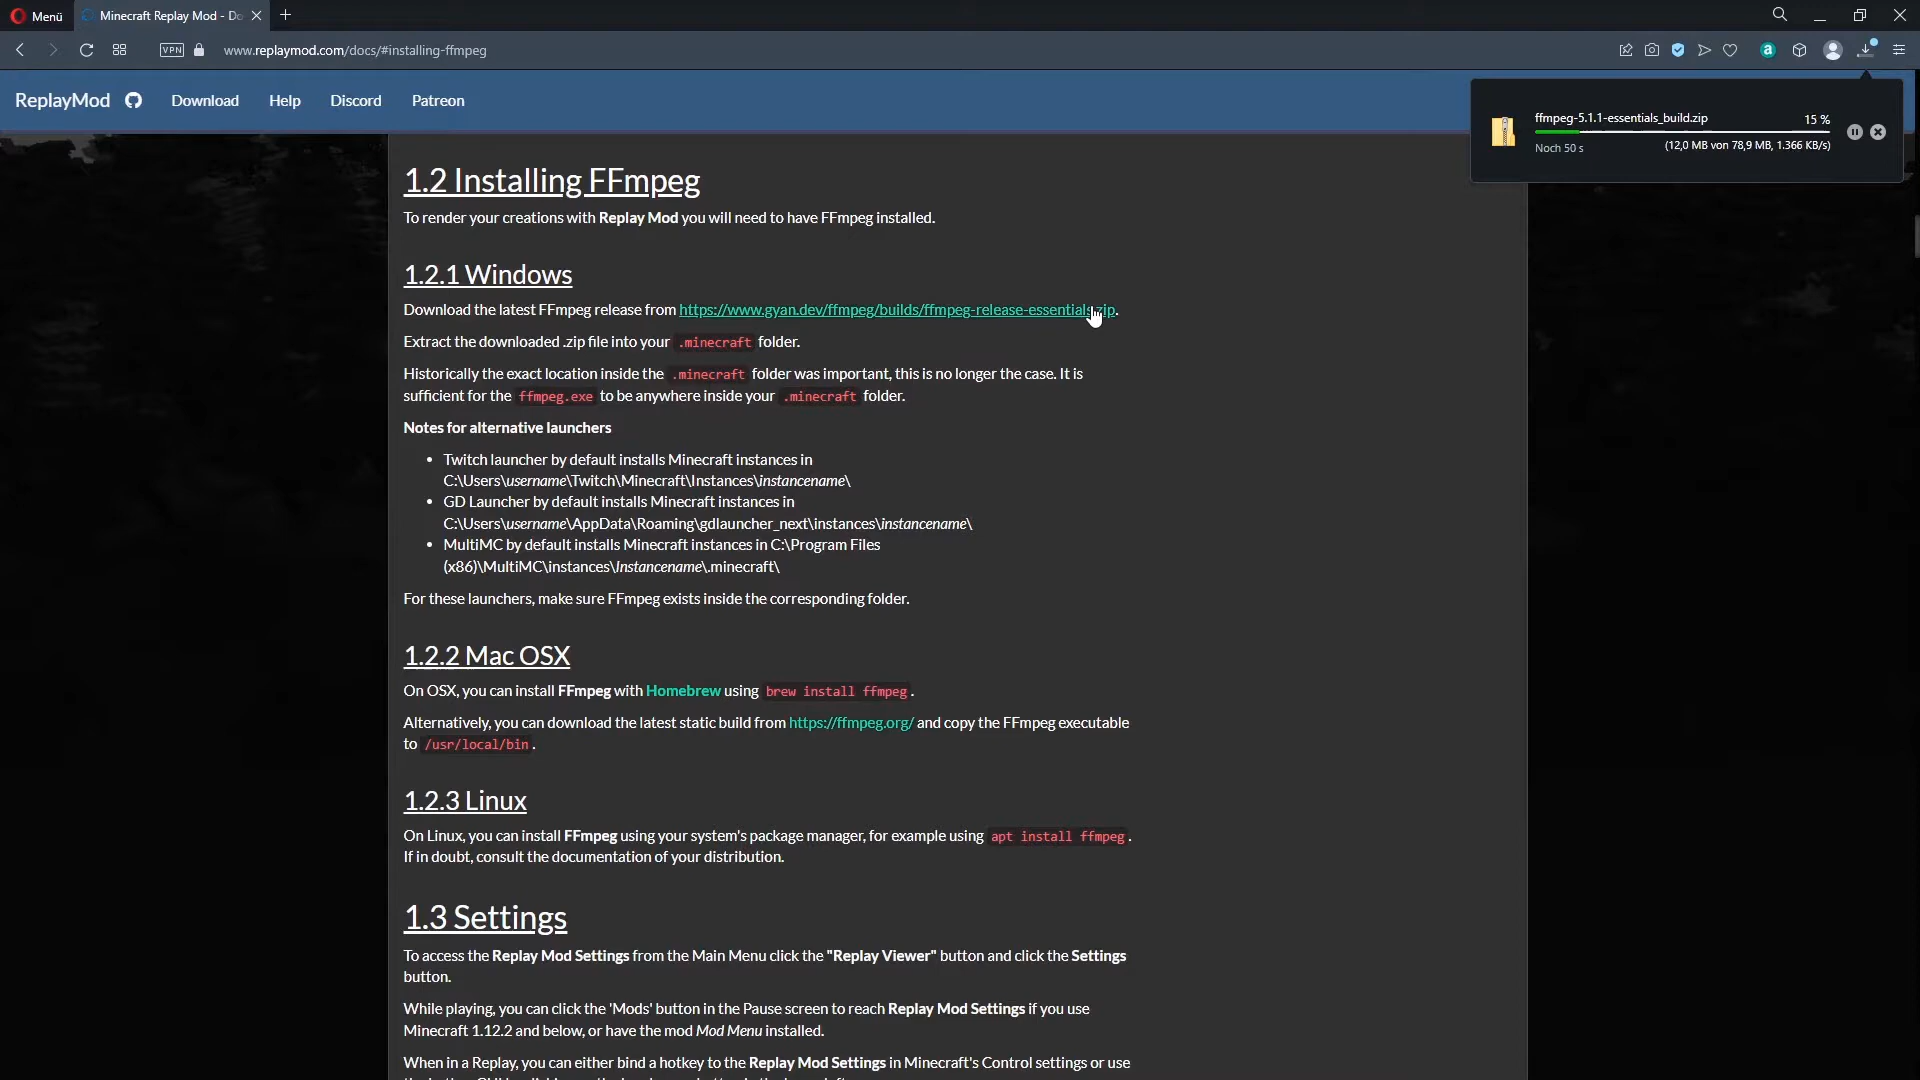 Menü
Minecraft Replay Mod - Do
VPN
www.replaymod.com/docs/#installing-ffmpeg
ReplayMod
Download
Help
Discord
Patreon
ffmpeg-5.1.1-essentials_build.zip
15 %
Noch 50 s
(12,0 MB von 78,9 MB, 1.366 KB/s)
1.2 Installing FFmpeg
To render your creations with Replay Mod you will need to have FFmpeg installed.
1.2.1 Windows
Download the latest FFmpeg release from https://www.gyan.dev/ffmpeg/builds/ffmpeg-release-essentials.zip.
Extract the downloaded .zip file into your .minecraft folder.
Historically the exact location inside the .minecraft folder was important, this is no longer the case. It is
sufficient for the ffmpeg.exe to be anywhere inside your .minecraft folder.
Notes for alternative launchers
• Twitch launcher by default installs Minecraft instances in
C:\Users\username\Twitch\Minecraft\Instances\instancename\
• GD Launcher by default installs Minecraft instances in
C:\Users\username\AppData\Roaming\gdlauncher_next\instances\instancename\
• MultiMC by default installs Minecraft instances in C:\Program Files
(x86)\MultiMC\instances\Instancename\.minecraft\
For these launchers, make sure FFmpeg exists inside the corresponding folder.
1.2.2 Mac OSX
On OSX, you can install FFmpeg with Homebrew using brew install ffmpeg.
Alternatively, you can download the latest static build from https://ffmpeg.org/ and copy the FFmpeg executable
to /usr/local/bin.
1.2.3 Linux
On Linux, you can install FFmpeg using your system's package manager, for example using apt install ffmpeg.
If in doubt, consult the documentation of your distribution.
1.3 Settings
To access the Replay Mod Settings from the Main Menu click the "Replay Viewer" button and click the Settings
button.
While playing, you can click the 'Mods' button in the Pause screen to reach Replay Mod Settings if you use
Minecraft 1.12.2 and below, or have the mod Mod Menu installed.
When in a Replay, you can either bind a hotkey to the Replay Mod Settings in Minecraft's Control settings or use